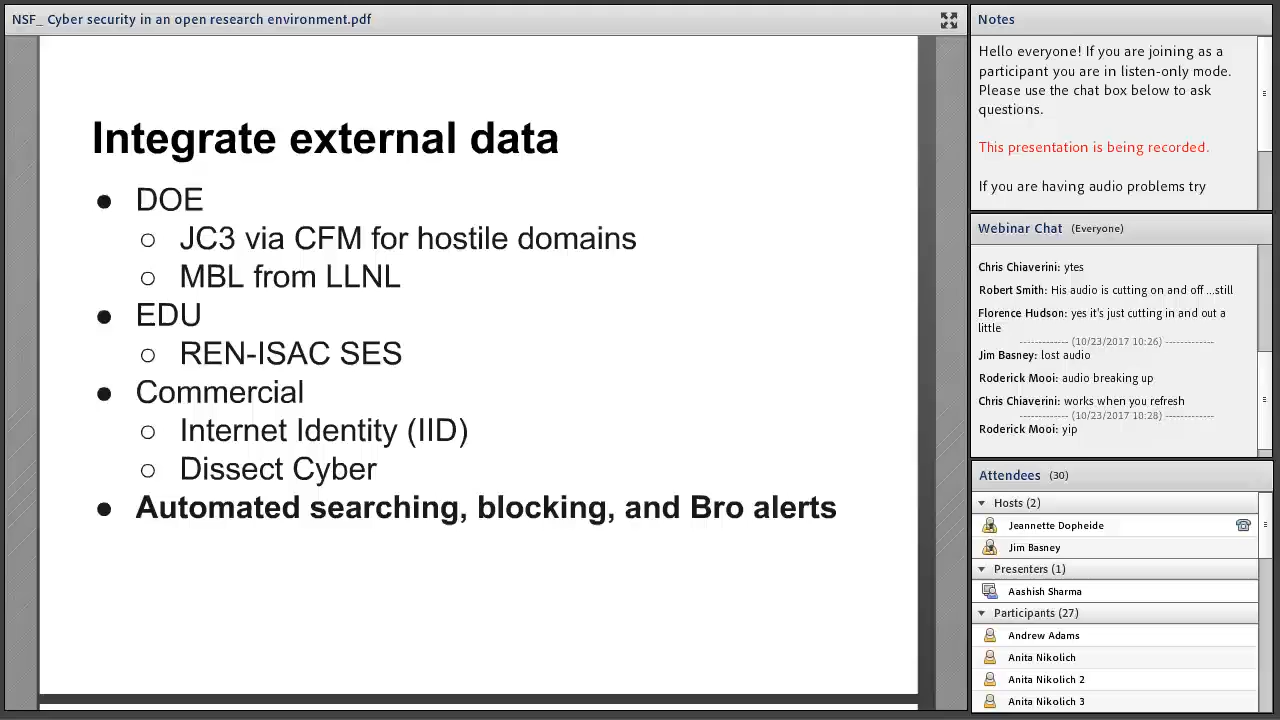 NSF_ Cyber security in an open research environment.pdf
Integrate external data
● DOE
○ JC3 via CFM for hostile domains
○ MBL from LLNL
● EDU
○ REN-ISAC SES
● Commercial
○ Internet Identity (IID)
○ Dissect Cyber
● Automated searching, blocking, and Bro alerts
Notes
Hello everyone! If you are joining as a
participant you are in listen-only mode.
Please use the chat box below to ask
questions.
This presentation is being recorded.
If you are having audio problems try
Webinar Chat (Everyone)
Chris Chiaverini: ytes
Robert Smith: His audio is cutting on and off ...still
Florence Hudson: yes it's just cutting in and out a
little
------------- (10/23/2017 10:26) -------------
Jim Basney: lost audio
Roderick Mooi: audio breaking up
Chris Chiaverini: works when you refresh
------------- (10/23/2017 10:28) -------------
Roderick Mooi: yip
Attendees (30)
Hosts (2)
Jeannette Dopheide
Jim Basney
Presenters (1)
Aashish Sharma
Participants (27)
Andrew Adams
Anita Nikolich
Anita Nikolich 2
Anita Nikolich 3